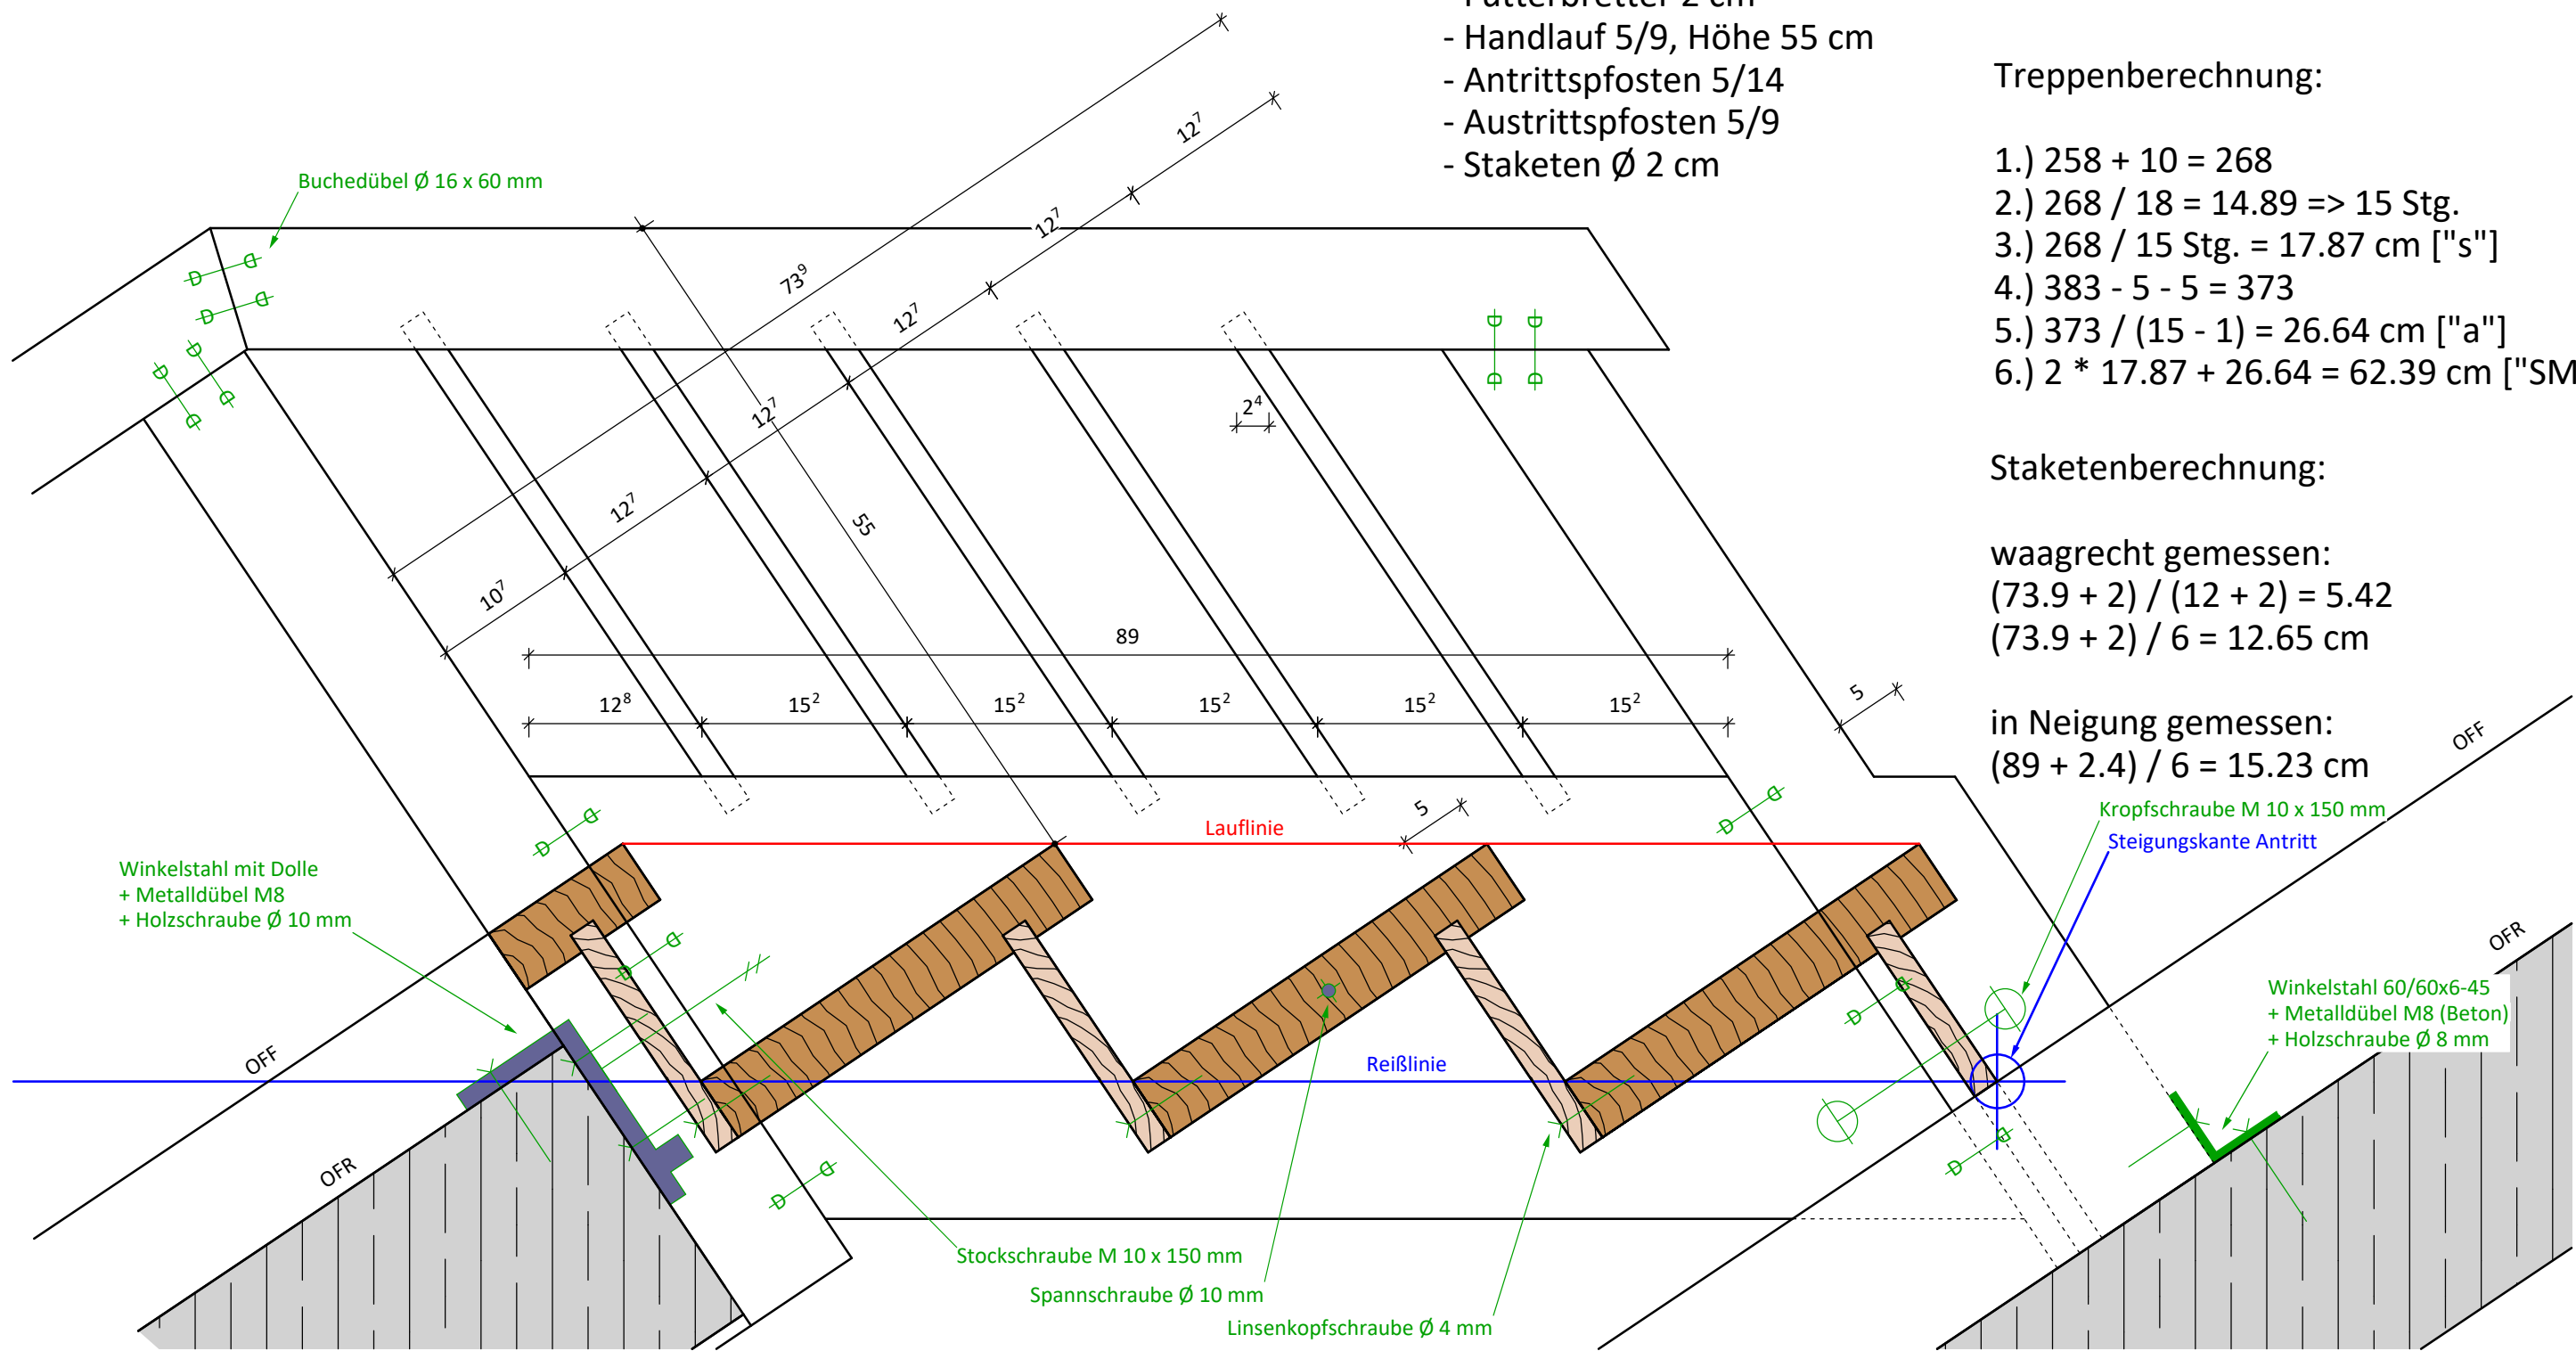 Futterbretter 2 cm
- Handlauf 5/9, Höhe 55 cm
- Antrittspfosten 5/14
- Austrittspfosten 5/9
- Staketen Ø 2 cm
Treppenberechnung:
1.) 258 + 10 = 268
2.) 268 / 18 = 14.89 => 15 Stg.
3.) 268 / 15 Stg. = 17.87 cm ["s"]
4.) 383 - 5 - 5 = 373
5.) 373 / (15 - 1) = 26.64 cm ["a"]
6.) 2 * 17.87 + 26.64 = 62.39 cm ["SM
Staketenberechnung:
waagrecht gemessen:
(73.9 + 2) / (12 + 2) = 5.42
(73.9 + 2) / 6 = 12.65 cm
in Neigung gemessen:
(89 + 2.4) / 6 = 15.23 cm
Buchedübel Ø 16 x 60 mm
D D
D D
D D
D D
D D
D D
73⁹
12⁷
12⁷
12⁷
12⁷
12⁷
10⁷
55
2⁴
89
12⁸ 15² 15² 15² 15² 15²
5
5
OFF
Kropfschraube M 10 x 150 mm
Steigungskante Antritt
Lauflinie
D D
D D
Winkelstahl mit Dolle
+ Metalldübel M8
+ Holzschraube Ø 10 mm
D D
D D
OFR
Winkelstahl 60/60x6-45
+ Metalldübel M8 (Beton)
+ Holzschraube Ø 8 mm
OFF
Reißlinie
OFR
D D
D D
Stockschraube M 10 x 150 mm
Spannschraube Ø 10 mm
Linsenkopfschraube Ø 4 mm